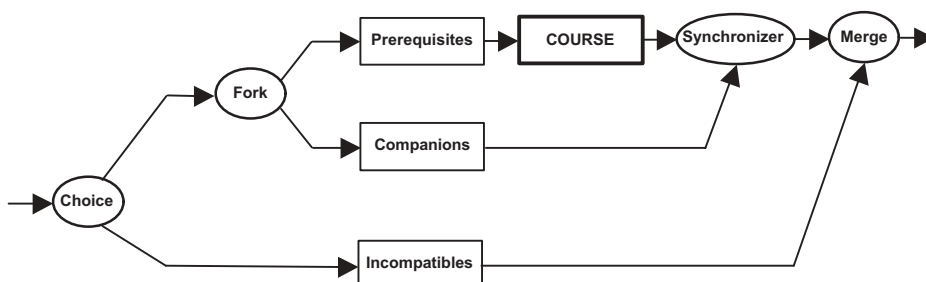 Prerequisites
COURSE
Synchronizer
Merge
Fork
Companions
Choice
Incompatibles